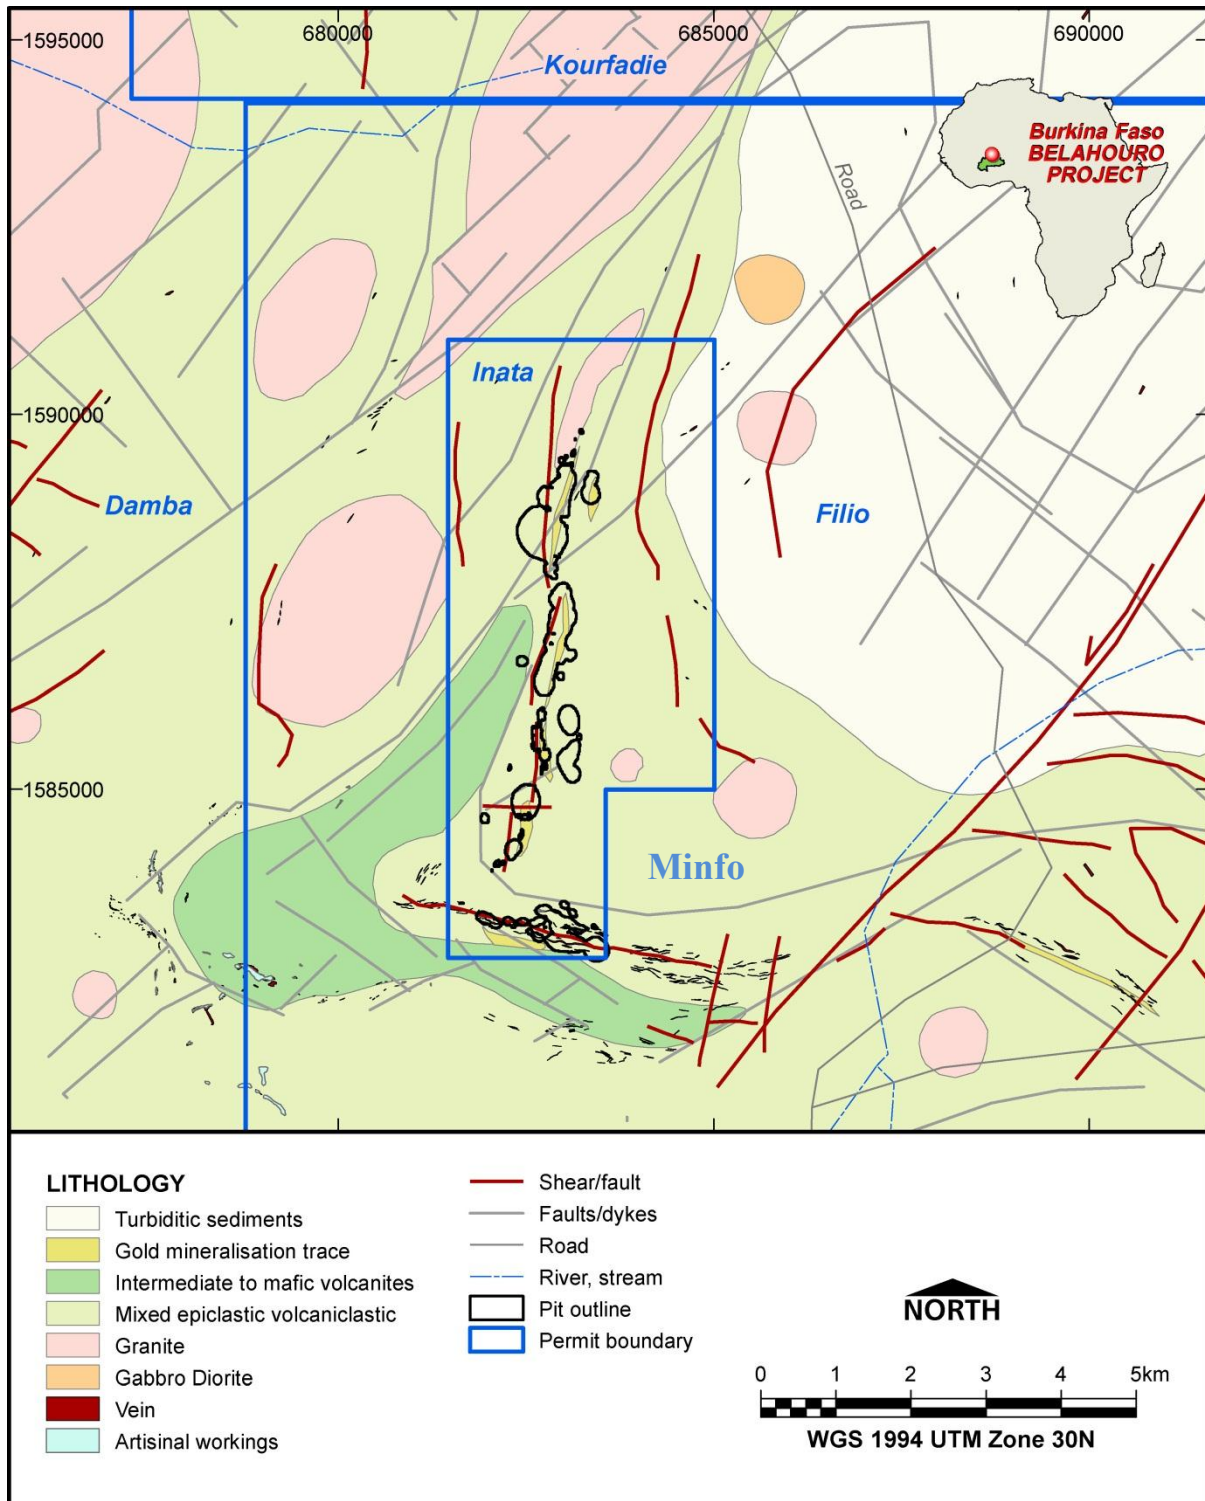 1595000
680000
685000
690000
Kourfadie
Burkina Faso
BELAHOURO
PROJECT
Road
Inata
1590000
Damba
Filio
1585000
Minfo
LITHOLOGY
Turbiditic sediments
Gold mineralisation trace
Intermediate to mafic volcanites
Mixed epiclastic volcaniclastic
Granite
Gabbro Diorite
Vein
Artisinal workings
Shear/fault
Faults/dykes
Road
River, stream
Pit outline
Permit boundary
NORTH
0 1 2 3 4 5km
WGS 1994 UTM Zone 30N